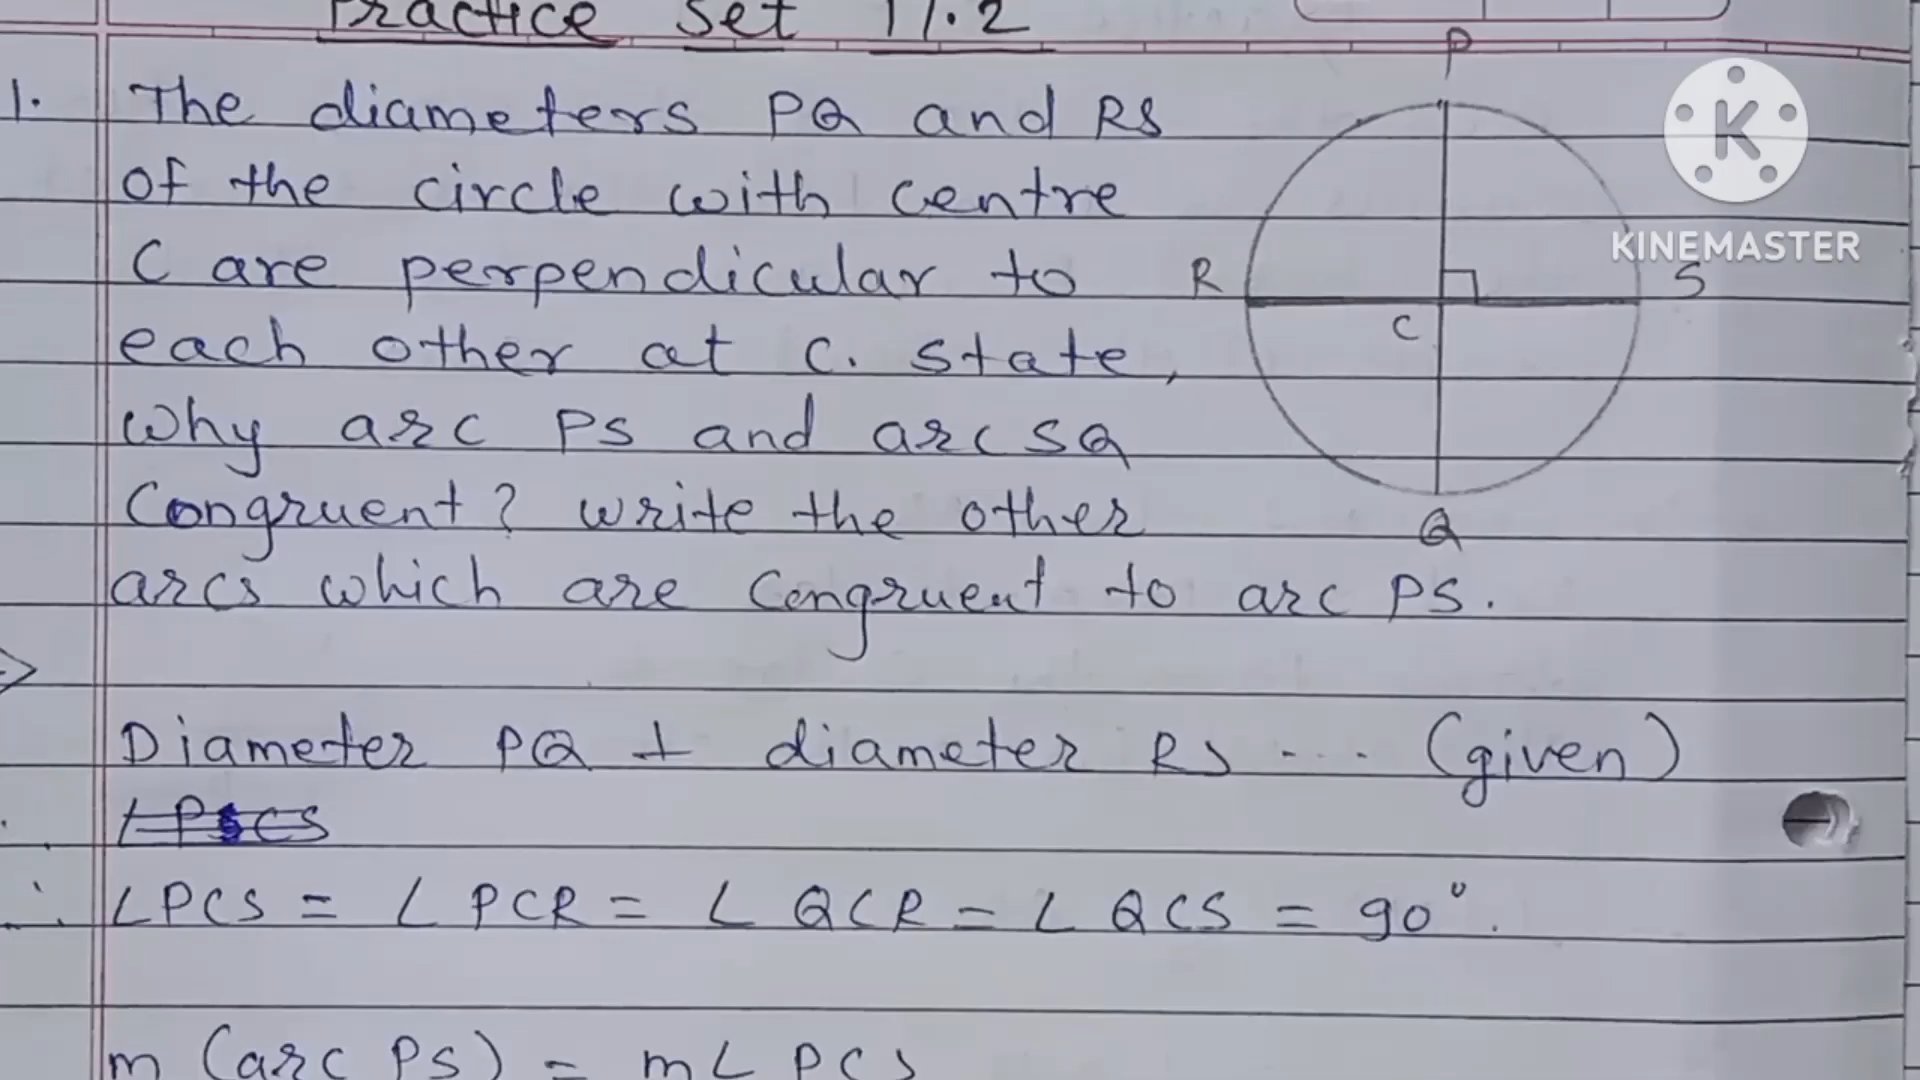 Practice Set 17.2
1. The diameters PQ and RS
of the circle with centre
C are perpendicular to
each other at C. state,
why arc PS and arc SQ
Congruent? write the other
arcs which are Congruent to arc PS.
P
R
S
C
Q
K
KINEMASTER
Diameter PQ ⊥ diameter RS ... (given)
∠PCS
∴ ∠PCS = ∠PCR = ∠QCR = ∠QCS = 90°.
m (arc PS) = m∠PCS